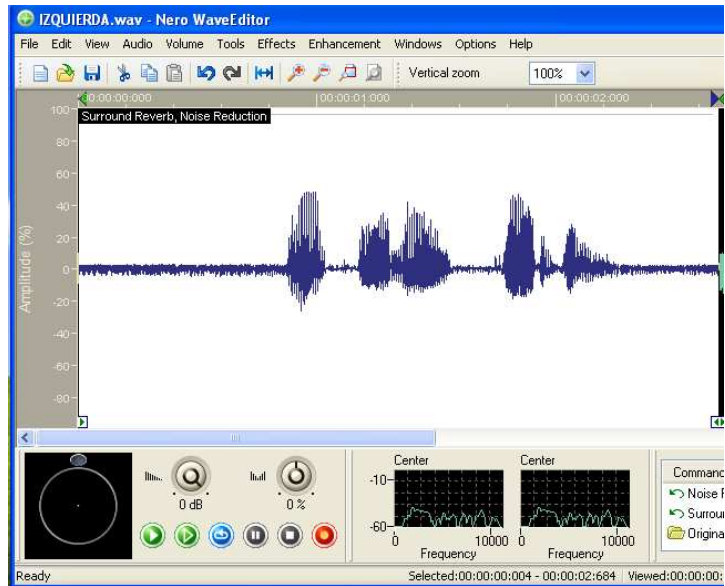 IZQUIERDA.wav - Nero WaveEditor
File Edit View Audio Volume Tools Effects Enhancement Windows Options Help
Vertical zoom 100%
00:00:00:000 00:00:01:000 00:00:02:000
Surround Reverb, Noise Reduction
Amplitude (%)
100
80
60
40
20
0
-20
-40
-60
-80
0 dB
0 %
Center Center
-10
-60
0 10000 0 10000
Frequency Frequency
Comman
Noise
Surrour
Origina
Ready Selected:00:00:00:004 - 00:00:02:684 Viewed:00:00:00: